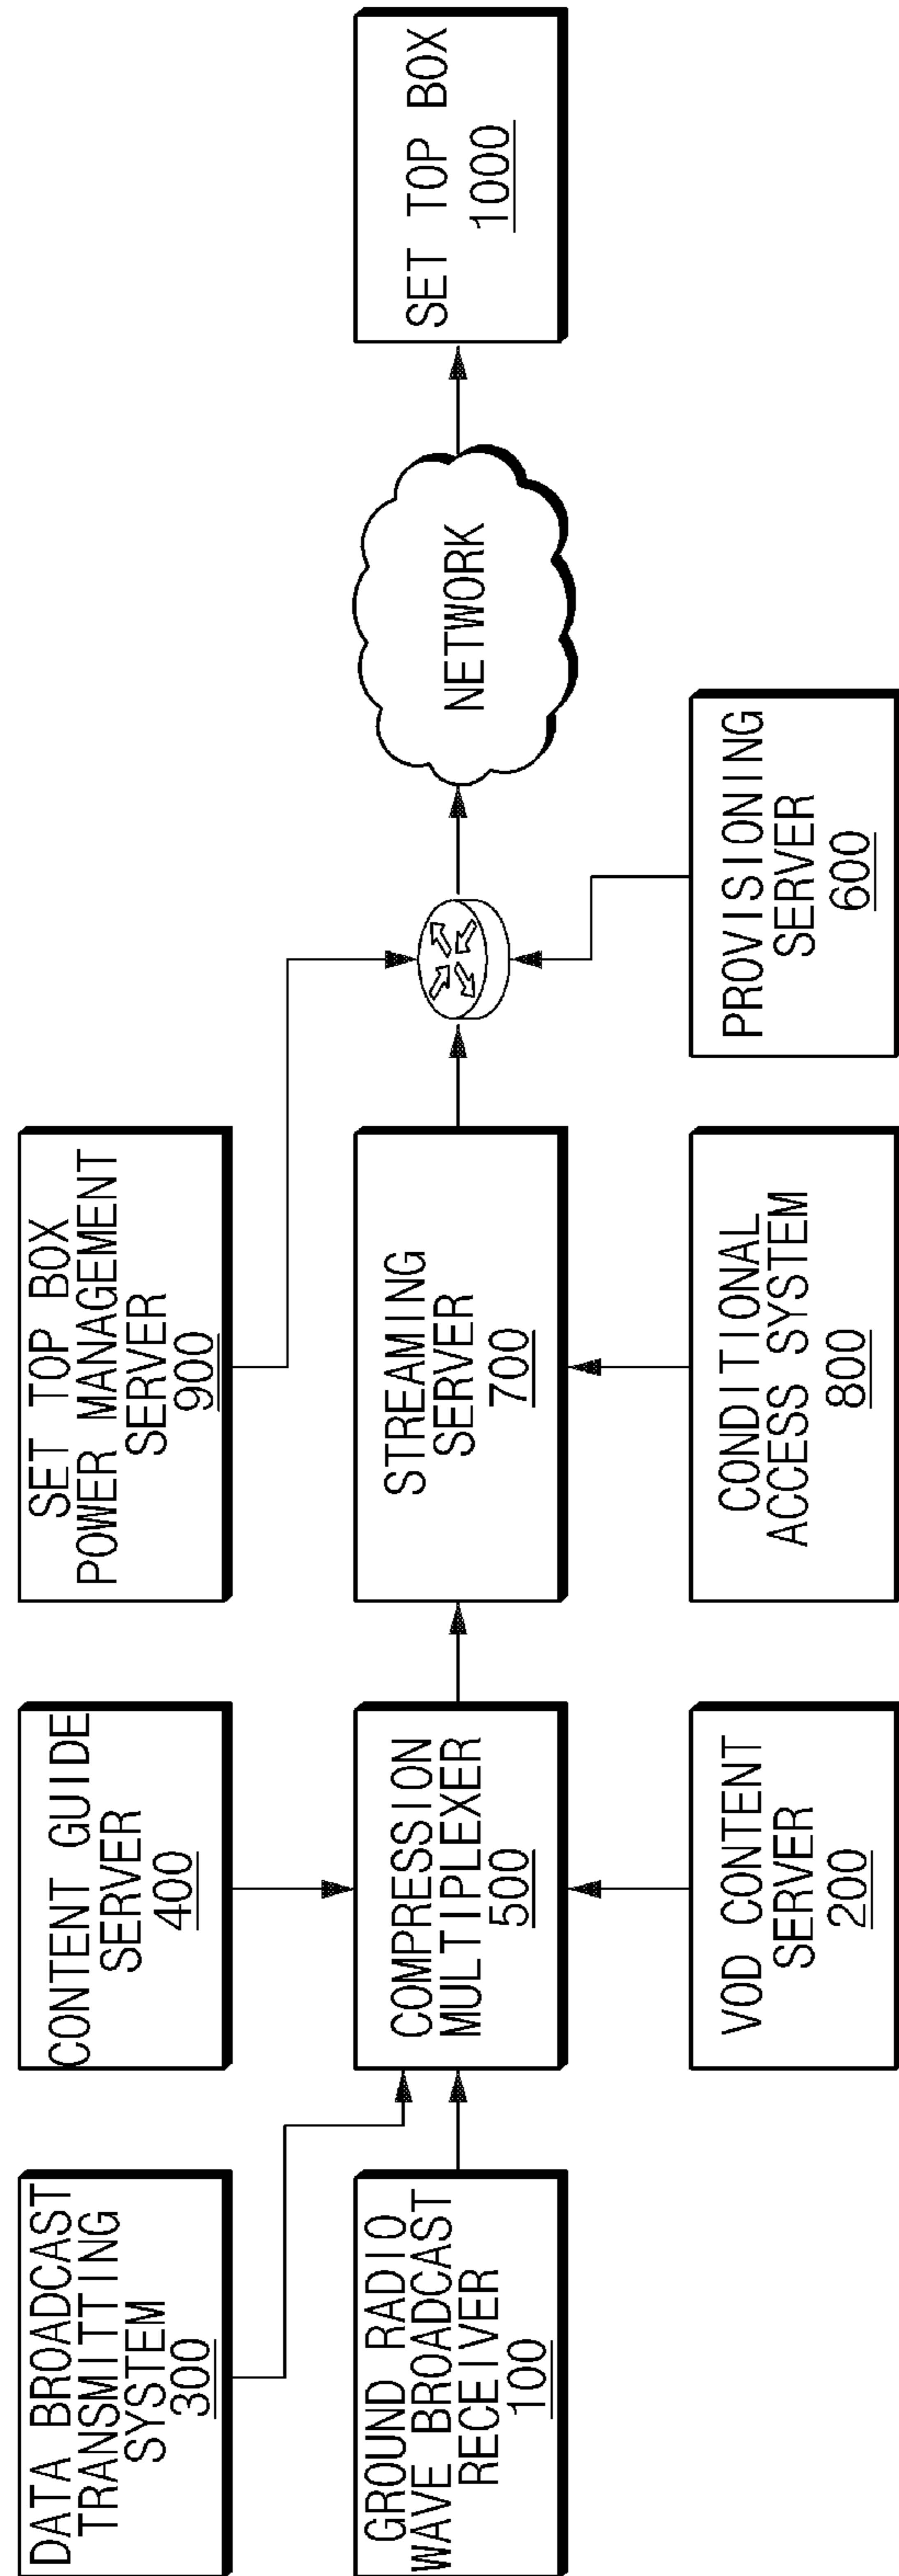 DATA BROADCAST
TRANSMITTING
SYSTEM
300
CONTENT GUIDE
SERVER
400
SET TOP BOX
POWER MANAGEMENT
SERVER
900
GROUND RADIO
WAVE BROADCAST
RECEIVER
100
COMPRESSION
MULTIPLEXER
500
STREAMING
SERVER
700
NETWORK
SET TOP BOX
1000
VOD CONTENT
SERVER
200
CONDITIONAL
ACCESS SYSTEM
800
PROVISIONING
SERVER
600